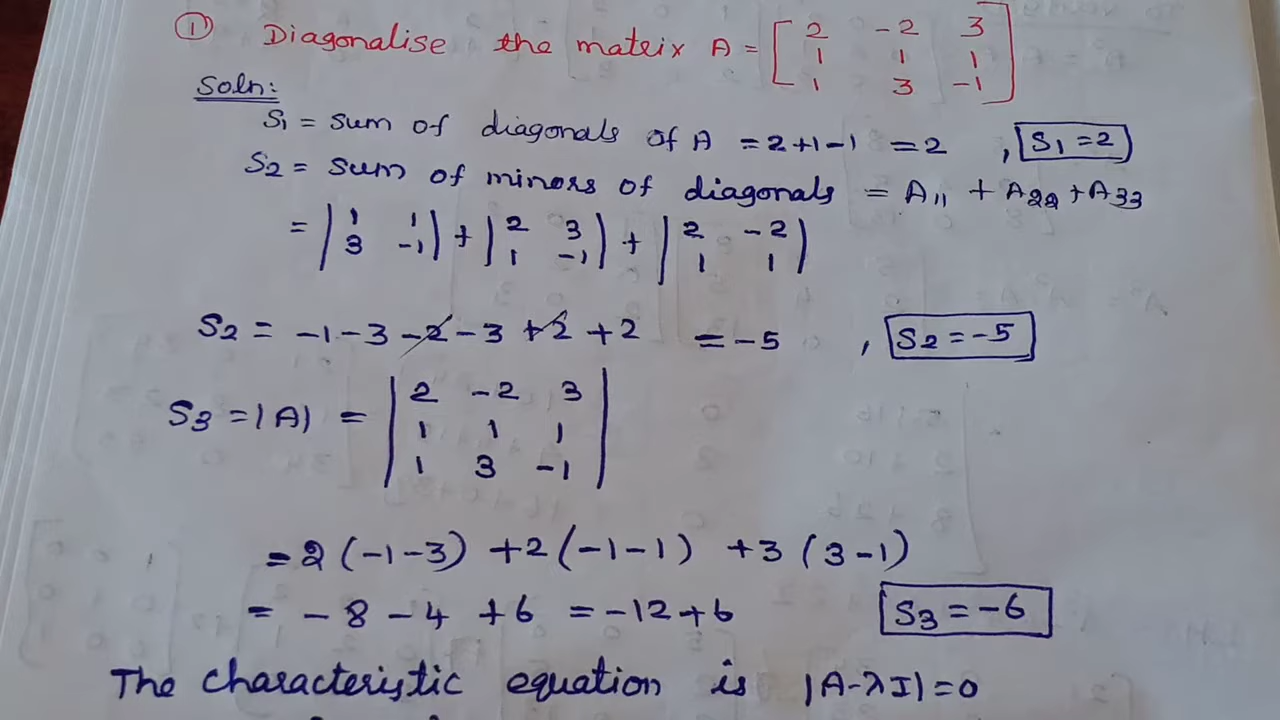 ① Diagonalise the matrix A = [ 2 -2 3
1 1 1
1 3 -1 ]
Soln:
S1 = sum of diagonals of A = 2+1-1 = 2 , S1 = 2
S2 = sum of minors of diagonals = A11 + A22 + A33
= | 1 1 | + | 2 3 | + | 2 -2 |
| 3 -1 | | 1 -1 | | 1 1 |
S2 = -1 -3 -2 -3 +2 +2 = -5 , S2 = -5
S3 = |A| = | 2 -2 3 |
| 1 1 1 |
| 1 3 -1 |
= 2 (-1-3) +2 (-1-1) +3 (3-1)
= -8 -4 +6 = -12+6 S3 = -6
The characteristic equation is |A-λI|=0